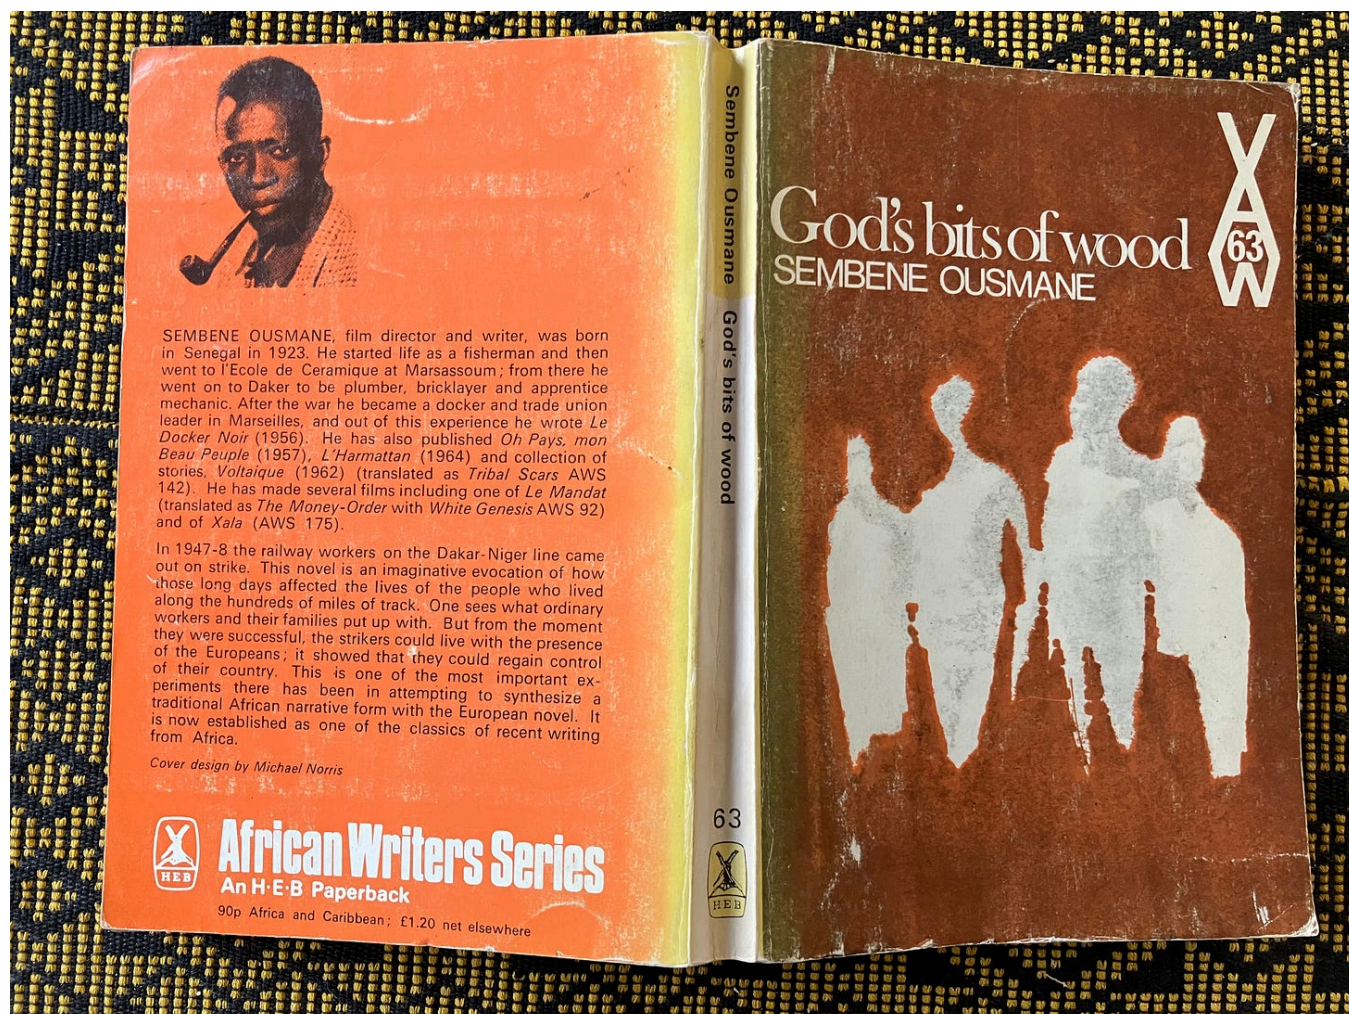 SEMBENE OUSMANE, film director and writer, was born
in Senegal in 1923. He started life as a fisherman and then
went to l'Ecole de Ceramique at Marsassoum; from there he
went on to Daker to be plumber, bricklayer and apprentice
mechanic. After the war he became a docker and trade union
leader in Marseilles, and out of this experience he wrote Le
Docker Noir (1956). He has also published Oh Pays, mon
Beau Peuple (1957), L'Harmattan (1964) and collection of
stories, Voltaïque (1962) (translated as Tribal Scars AWS
142). He has made several films including one of Le Mandat
(translated as The Money-Order with White Genesis AWS 92)
and of Xala (AWS 175).
In 1947-8 the railway workers on the Dakar-Niger line came
out on strike. This novel is an imaginative evocation of how
those long days affected the lives of the people who lived
along the hundreds of miles of track. One sees what ordinary
workers and their families put up with. But from the moment
they were successful, the strikers could live with the presence
of the Europeans; it showed that they could regain control
of their country. This is one of the most important ex-
periments there has been in attempting to synthesize a
traditional African narrative form with the European novel. It
is now established as one of the classics of recent writing
from Africa.
Cover design by Michael Norris
HEB
African Writers Series
An H·E·B Paperback
90p Africa and Caribbean; £1.20 net elsewhere
Sembene Ousmane God's bits of wood
63
HEB
God's bits of wood
SEMBENE OUSMANE
A
63
W